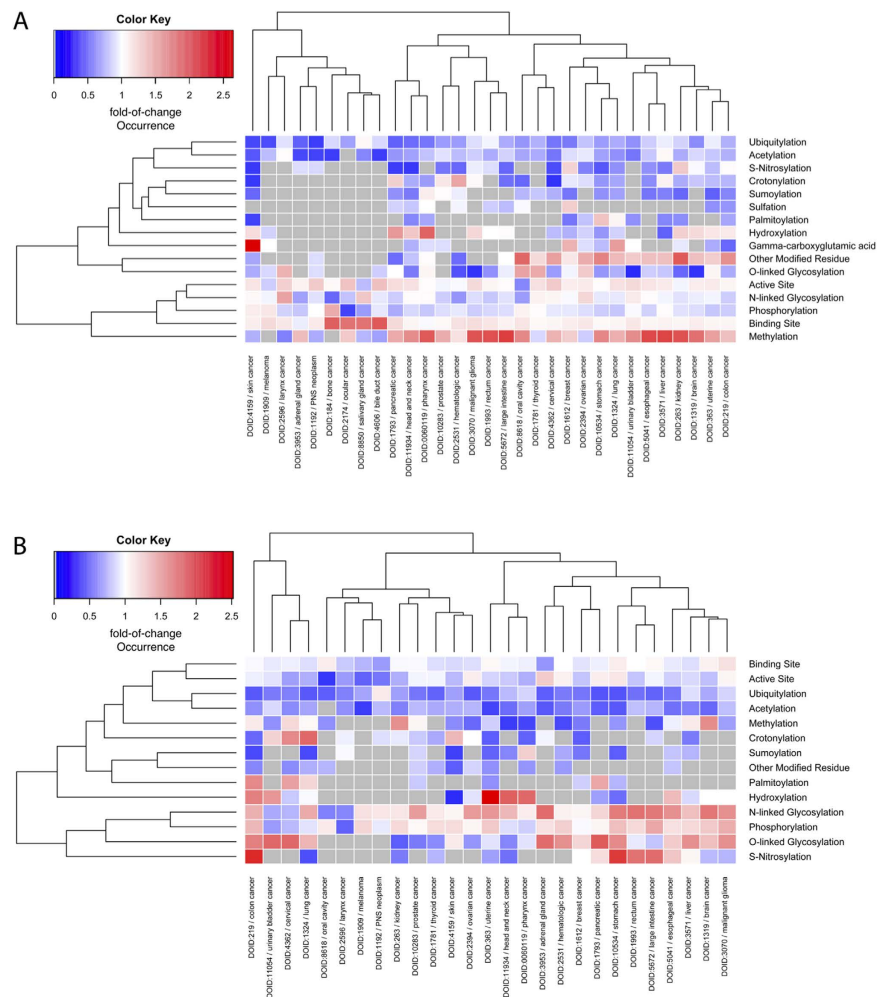 A
Color Key
0 0.5 1 1.5 2 2.5
fold-of-change
Occurrence
Ubiquitylation
Acetylation
S-Nitrosylation
Crotonylation
Sumoylation
Sulfation
Palmitoylation
Hydroxylation
Gamma-carboxyglutamic acid
Other Modified Residue
O-linked Glycosylation
Active Site
N-linked Glycosylation
Phosphorylation
Binding Site
Methylation
DOID:4159 / skin cancer
DOID:1909 / melanoma
DOID:2596 / larynx cancer
DOID:3953 / adrenal gland cancer
DOID:1192 / PNS neoplasm
DOID:184 / bone cancer
DOID:2174 / ocular cancer
DOID:8850 / salivary gland cancer
DOID:4606 / bile duct cancer
DOID:1793 / pancreatic cancer
DOID:11934 / head and neck cancer
DOID:0060119 / pharynx cancer
DOID:10283 / prostate cancer
DOID:2531 / hematologic cancer
DOID:3070 / malignant glioma
DOID:1993 / rectum cancer
DOID:5672 / large intestine cancer
DOID:8618 / oral cavity cancer
DOID:1781 / thyroid cancer
DOID:4362 / cervical cancer
DOID:1612 / breast cancer
DOID:2394 / ovarian cancer
DOID:10534 / stomach cancer
DOID:1324 / lung cancer
DOID:11054 / urinary bladder cancer
DOID:5041 / esophageal cancer
DOID:3571 / liver cancer
DOID:263 / kidney cancer
DOID:1319 / brain cancer
DOID:363 / uterine cancer
DOID:219 / colon cancer
B
Color Key
0 0.5 1 1.5 2 2.5
fold-of-change
Occurrence
Binding Site
Active Site
Ubiquitylation
Acetylation
Methylation
Crotonylation
Sumoylation
Other Modified Residue
Palmitoylation
Hydroxylation
N-linked Glycosylation
Phosphorylation
O-linked Glycosylation
S-Nitrosylation
DOID:219 / colon cancer
DOID:11054 / urinary bladder cancer
DOID:4362 / cervical cancer
DOID:1324 / lung cancer
DOID:8618 / oral cavity cancer
DOID:2596 / larynx cancer
DOID:1909 / melanoma
DOID:1192 / PNS neoplasm
DOID:263 / kidney cancer
DOID:10283 / prostate cancer
DOID:1781 / thyroid cancer
DOID:4159 / skin cancer
DOID:2394 / ovarian cancer
DOID:363 / uterine cancer
DOID:11934 / head and neck cancer
DOID:0060119 / pharynx cancer
DOID:3953 / adrenal gland cancer
DOID:2531 / hematologic cancer
DOID:1612 / breast cancer
DOID:1793 / pancreatic cancer
DOID:10534 / stomach cancer
DOID:1993 / rectum cancer
DOID:5672 / large intestine cancer
DOID:5041 / esophageal cancer
DOID:3571 / liver cancer
DOID:1319 / brain cancer
DOID:3070 / malignant glioma